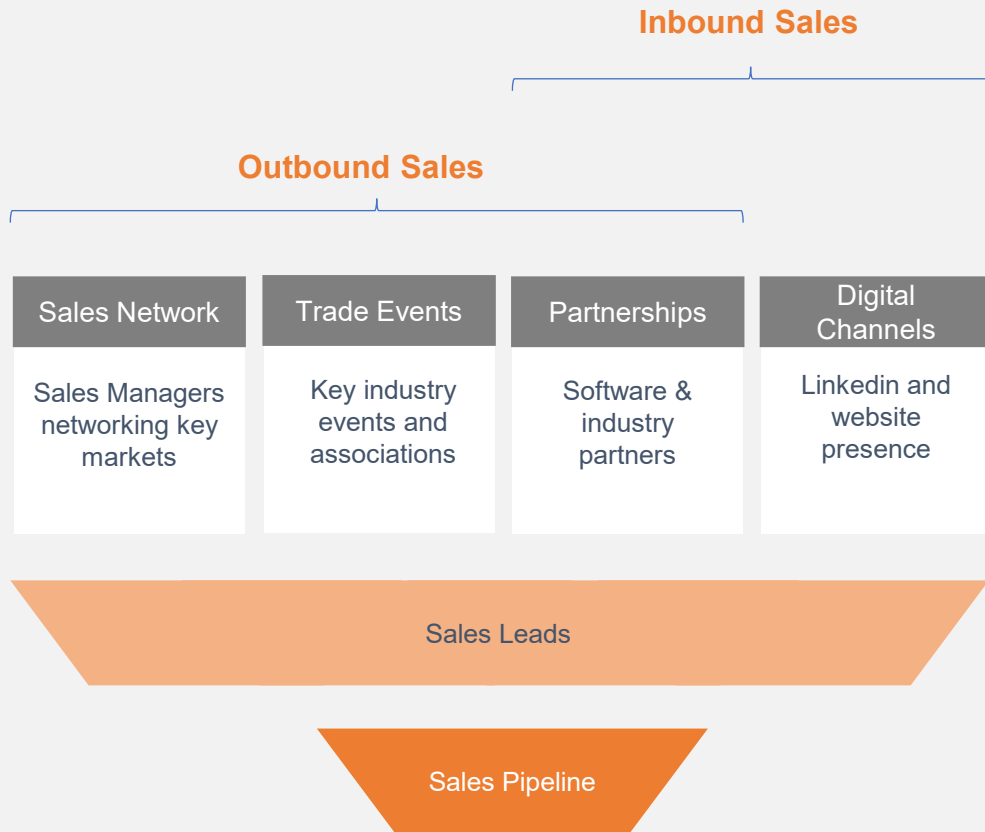 Inbound Sales
Outbound Sales
Sales Network
Sales Managers
networking key
markets
Trade Events
Key industry
events and
associations
Partnerships
Software &
industry
partners
Digital
Channels
Linkedin and
website
presence
Sales Leads
Sales Pipeline